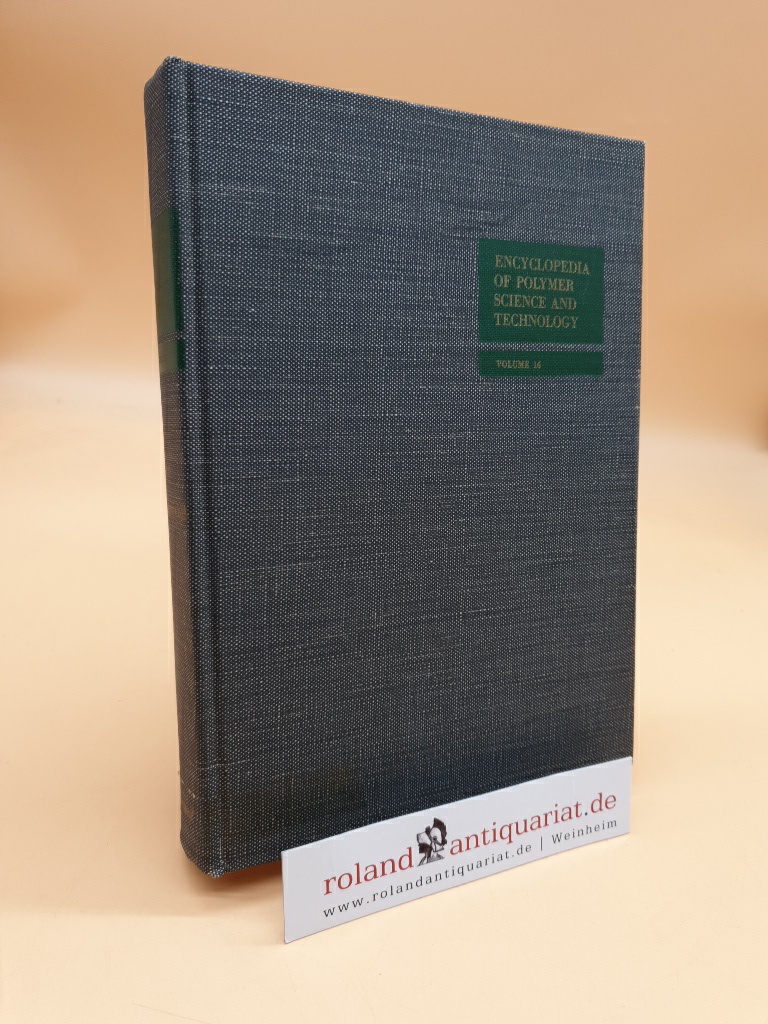 ENCYCLOPEDIA
OF POLYMER
SCIENCE AND
TECHNOLOGY
VOLUME 16
roland antiquariat.de
www.rolandantiquariat.de | Weinheim